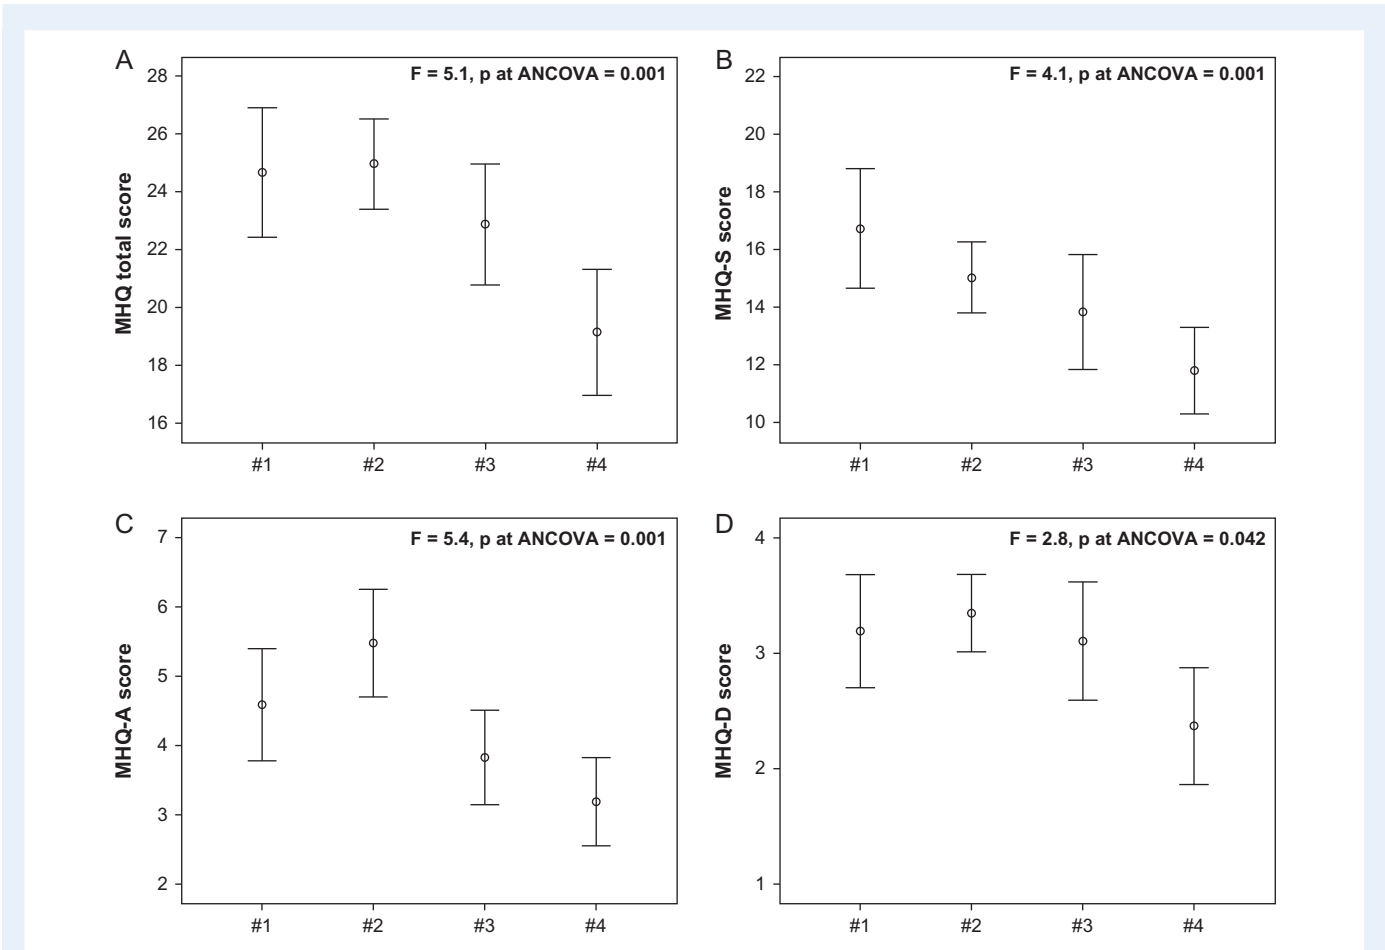 A
F = 5.1, p at ANCOVA = 0.001
MHQ total score
28
26
24
22
20
18
16
#1 #2 #3 #4
B
F = 4.1, p at ANCOVA = 0.001
MHQ-S score
22
20
18
16
14
12
10
#1 #2 #3 #4
C
F = 5.4, p at ANCOVA = 0.001
MHQ-A score
7
6
5
4
3
2
#1 #2 #3 #4
D
F = 2.8, p at ANCOVA = 0.042
MHQ-D score
4
3
2
1
#1 #2 #3 #4